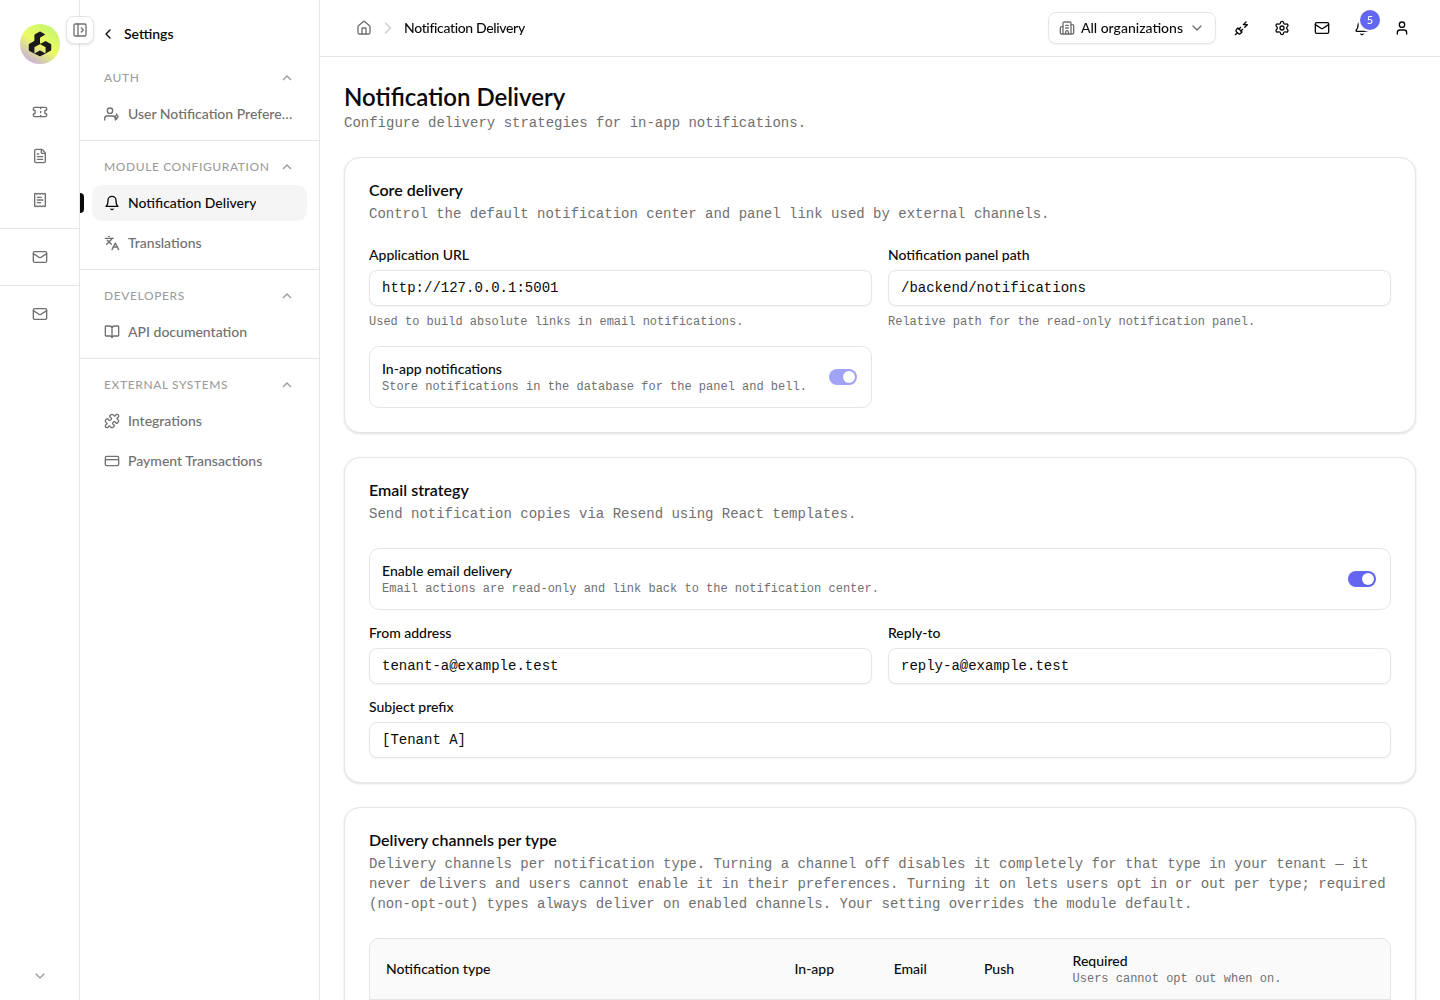 Settings
AUTH
User Notification Prefere...
MODULE CONFIGURATION
Notification Delivery
Translations
DEVELOPERS
API documentation
EXTERNAL SYSTEMS
Integrations
Payment Transactions
Notification Delivery
All organizations
5
Notification Delivery
Configure delivery strategies for in-app notifications.
Core delivery
Control the default notification center and panel link used by external channels.
Application URL
http://127.0.0.1:5001
Used to build absolute links in email notifications.
Notification panel path
/backend/notifications
Relative path for the read-only notification panel.
In-app notifications
Store notifications in the database for the panel and bell.
Email strategy
Send notification copies via Resend using React templates.
Enable email delivery
Email actions are read-only and link back to the notification center.
From address
tenant-a@example.test
Reply-to
reply-a@example.test
Subject prefix
[Tenant A]
Delivery channels per type
Delivery channels per notification type. Turning a channel off disables it completely for that type in your tenant — it
never delivers and users cannot enable it in their preferences. Turning it on lets users opt in or out per type; required
(non-opt-out) types always deliver on enabled channels. Your setting overrides the module default.
Notification type
In-app
Email
Push
Required
Users cannot opt out when on.